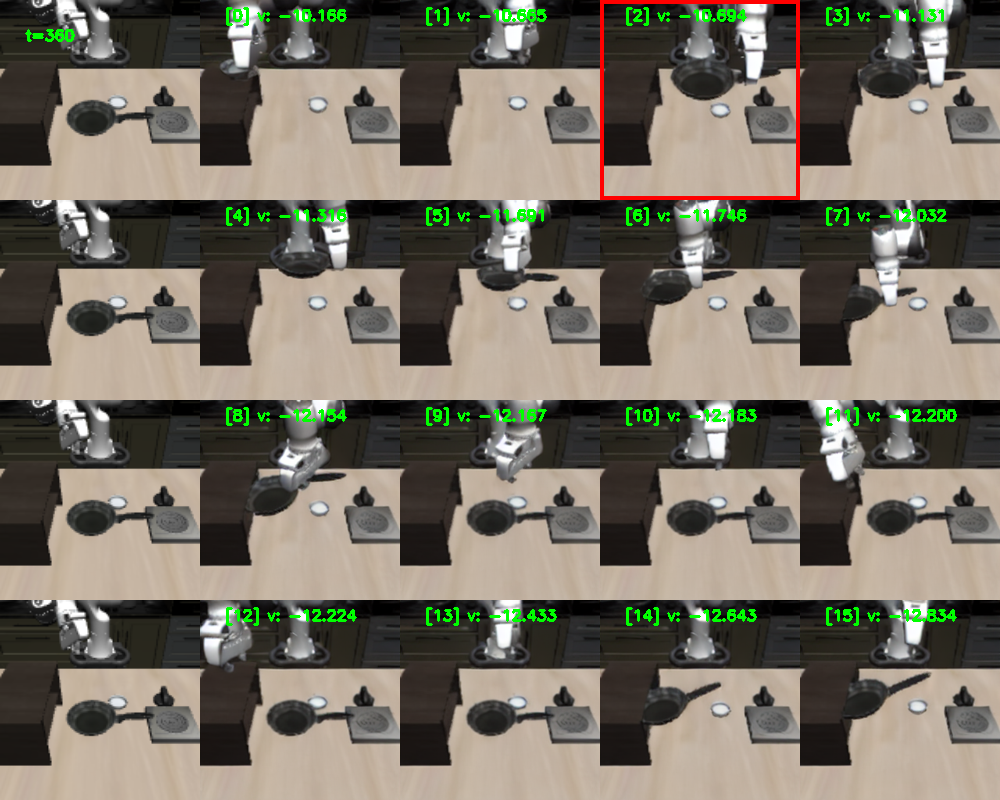 t=360
[0] v: -10.166
[1] v: -10.665
[2] v: -10.694
[3] v: -11.131
[4] v: -11.316
[5] v: -11.691
[6] v: -11.746
[7] v: -12.032
[8] v: -12.154
[9] v: -12.167
[10] v: -12.183
[11] v: -12.200
[12] v: -12.224
[13] v: -12.433
[14] v: -12.643
[15] v: -12.834